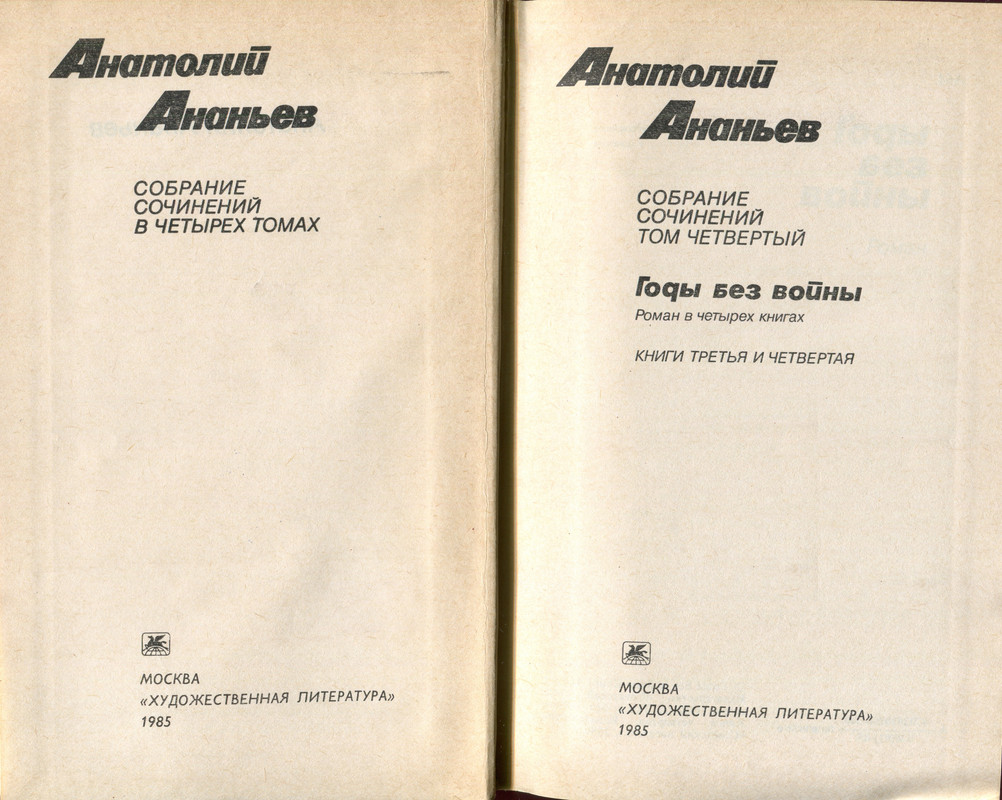 Анатолий
Ананьев
СОБРАНИЕ
СОЧИНЕНИЙ
В ЧЕТЫРЕХ ТОМАХ
МОСКВА
«ХУДОЖЕСТВЕННАЯ ЛИТЕРАТУРА»
1985
Анатолий
Ананьев
СОБРАНИЕ
СОЧИНЕНИЙ
ТОМ ЧЕТВЕРТЫЙ
Годы без войны
Роман в четырех книгах
КНИГИ ТРЕТЬЯ И ЧЕТВЕРТАЯ
МОСКВА
«ХУДОЖЕСТВЕННАЯ ЛИТЕРАТУРА»
1985